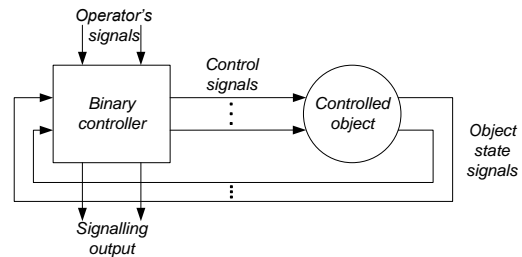 Operator's
signals
Control
signals
Binary
controller
Controlled
object
Object
state
signals
Signalling
output